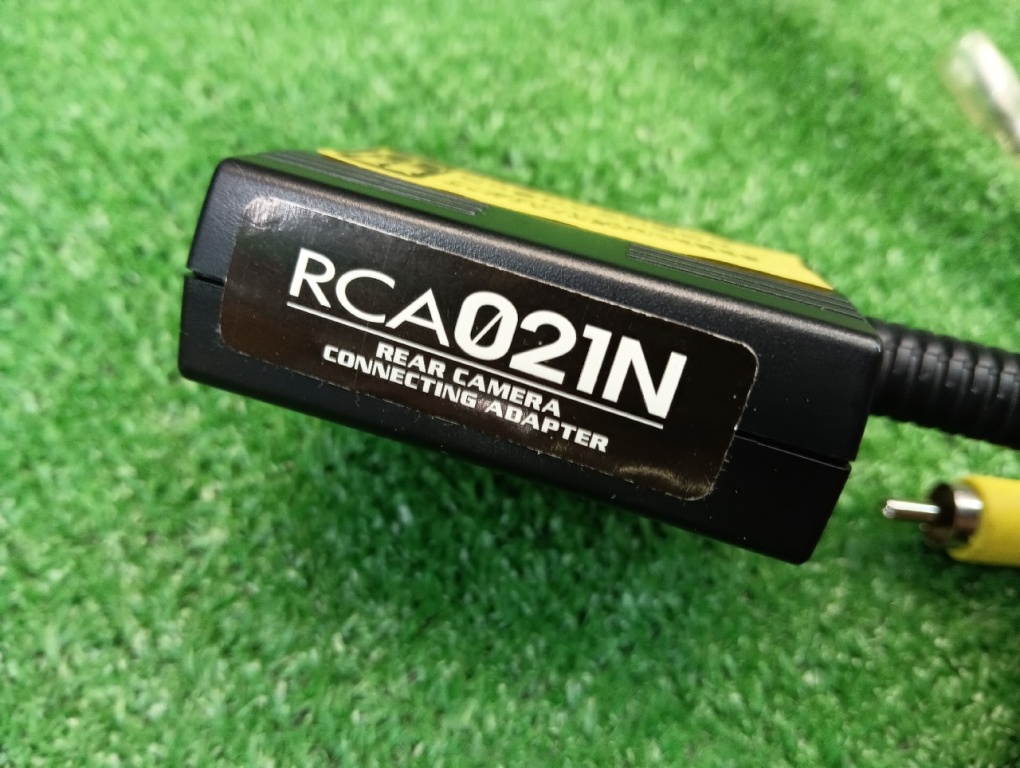 RCA021N
REAR CAMERA
CONNECTING ADAPTER